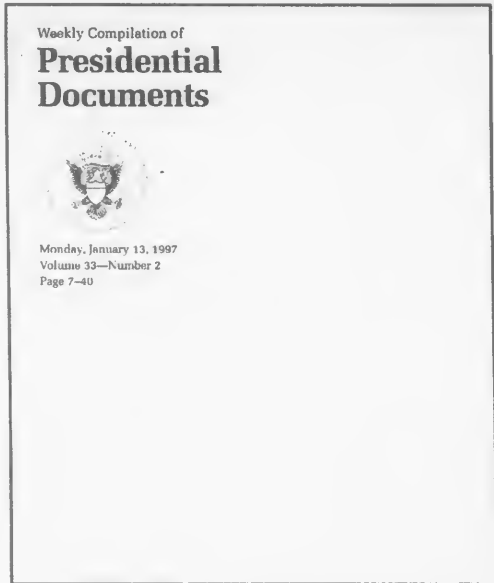 Weekly Compilation of
Presidential
Documents
Monday, January 13, 1997
Volume 33—Number 2
Page 7–40